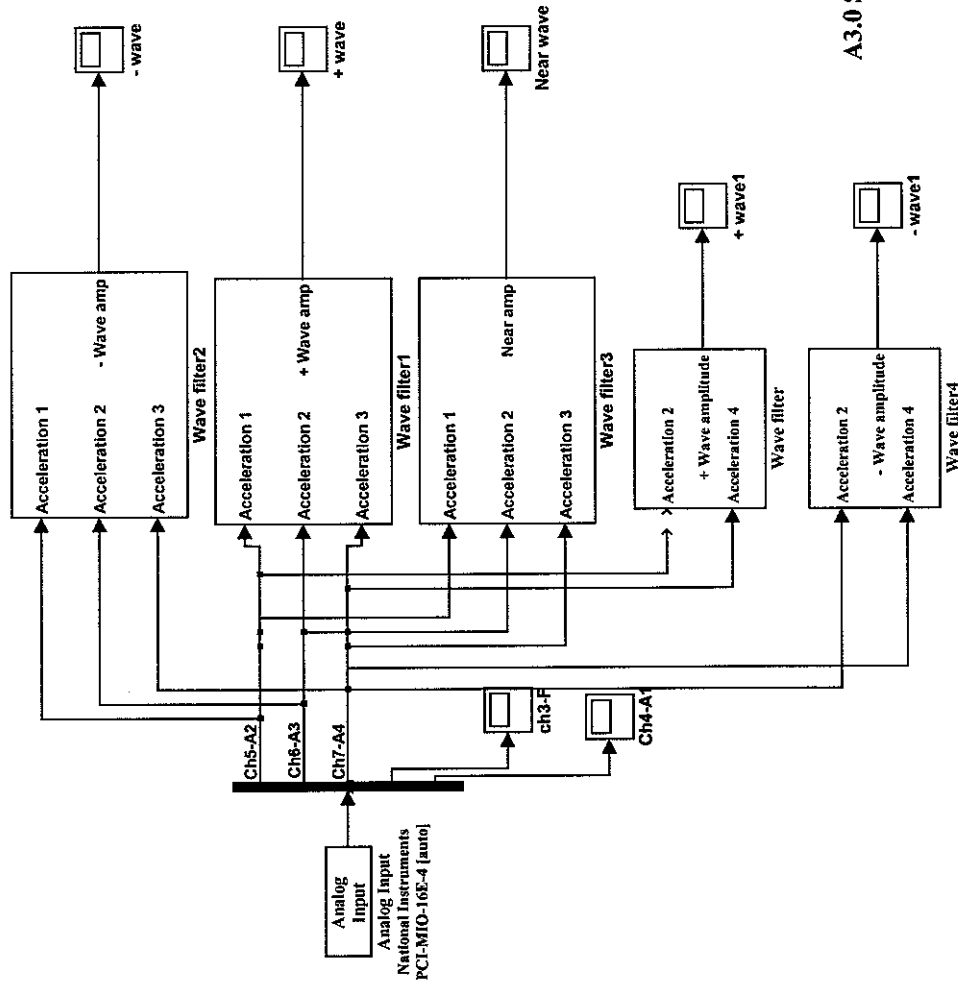 Analog
Input
Analog Input
National Instruments
PCI-MIO-16E-4 [auto]
Ch5-A2
Ch6-A3
Ch7-A4
ch3-F
Ch4-A1
Acceleration 1
Acceleration 2
Acceleration 3
- Wave amp
Wave filter2
- wave
Acceleration 1
Acceleration 2
Acceleration 3
+ Wave amp
Wave filter1
+ wave
Acceleration 1
Acceleration 2
Acceleration 3
Near amp
Wave filter3
Near wave
Acceleration 2
+ Wave amplitude
Acceleration 4
Wave filter
+ wave1
Acceleration 2
- Wave amplitude
Acceleration 4
Wave filter4
- wave1
A3.0